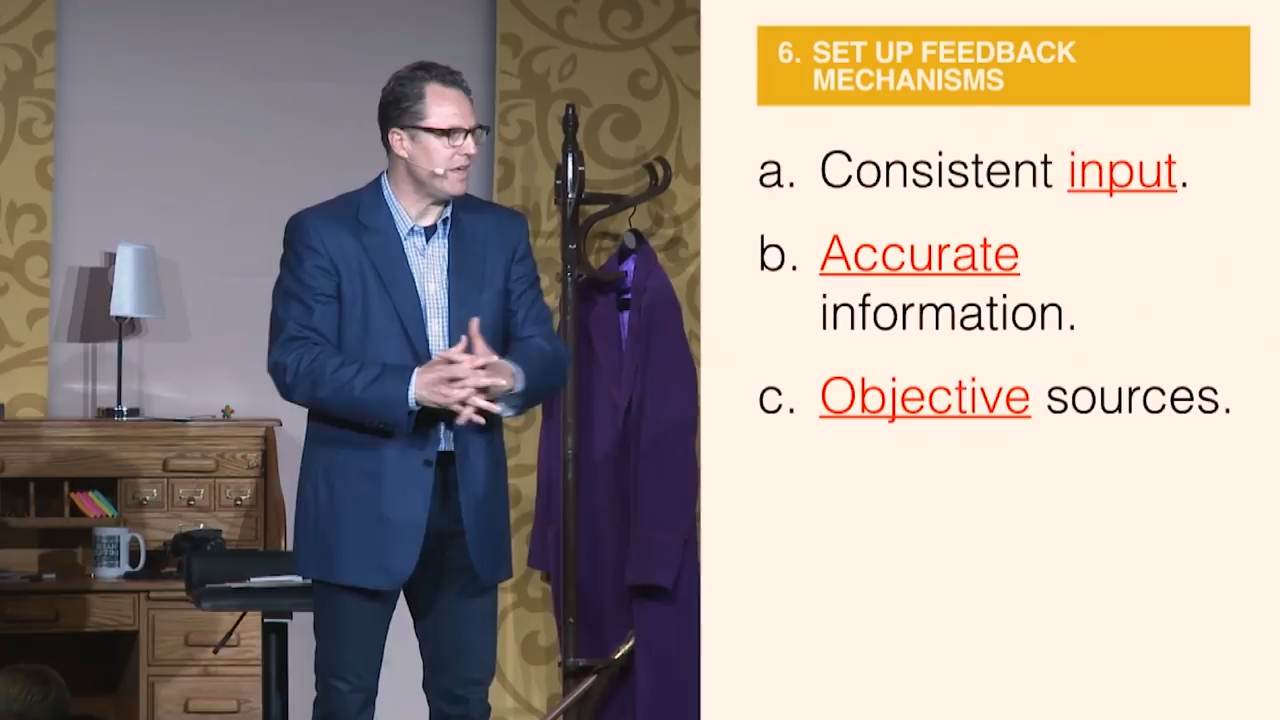 6. SET UP FEEDBACK
MECHANISMS
a. Consistent input.
b. Accurate
information.
c. Objective sources.